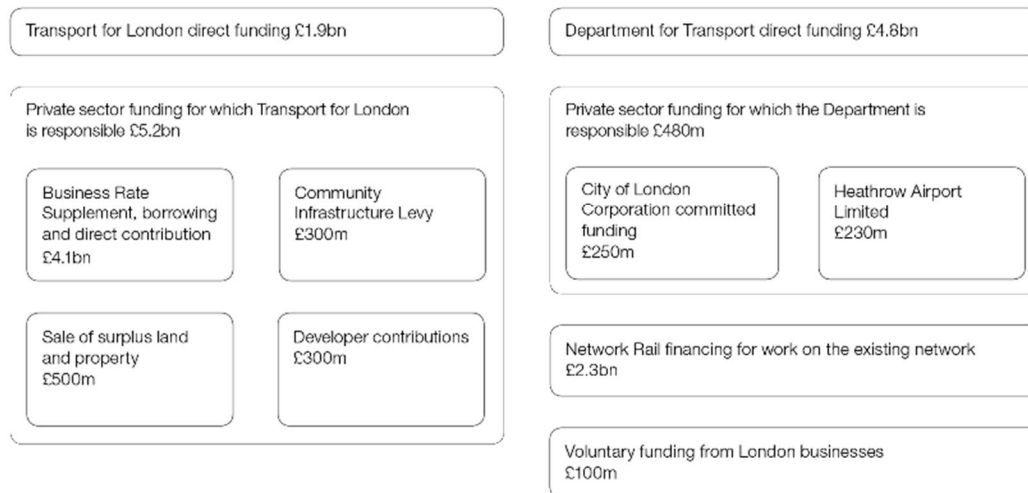 Transport for London direct funding £1.9bn
Private sector funding for which Transport for London
is responsible £5.2bn
Business Rate
Supplement, borrowing
and direct contribution
£4.1bn
Community
Infrastructure Levy
£300m
Sale of surplus land
and property
£500m
Developer contributions
£300m
Department for Transport direct funding £4.8bn
Private sector funding for which the Department is
responsible £480m
City of London
Corporation committed
funding
£250m
Heathrow Airport
Limited
£230m
Network Rail financing for work on the existing network
£2.3bn
Voluntary funding from London businesses
£100m